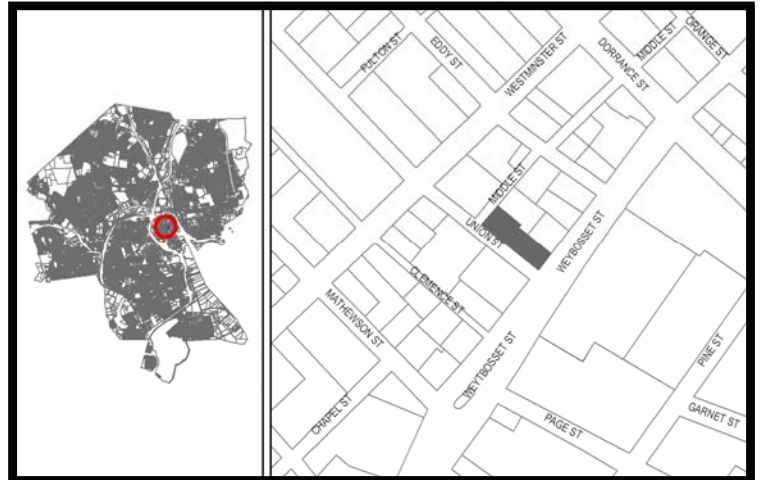 FULTON ST
EDDY ST
WESTMINSTER ST
DORRANCE ST
MIDDLE ST
ORANGE ST
MIDDLE ST
UNION ST
WEYBOSSET ST
CLEMENCE ST
MATHEWSON ST
WEYTBOSSET ST
CHAPEL ST
PAGE ST
PINE ST
GARNET ST